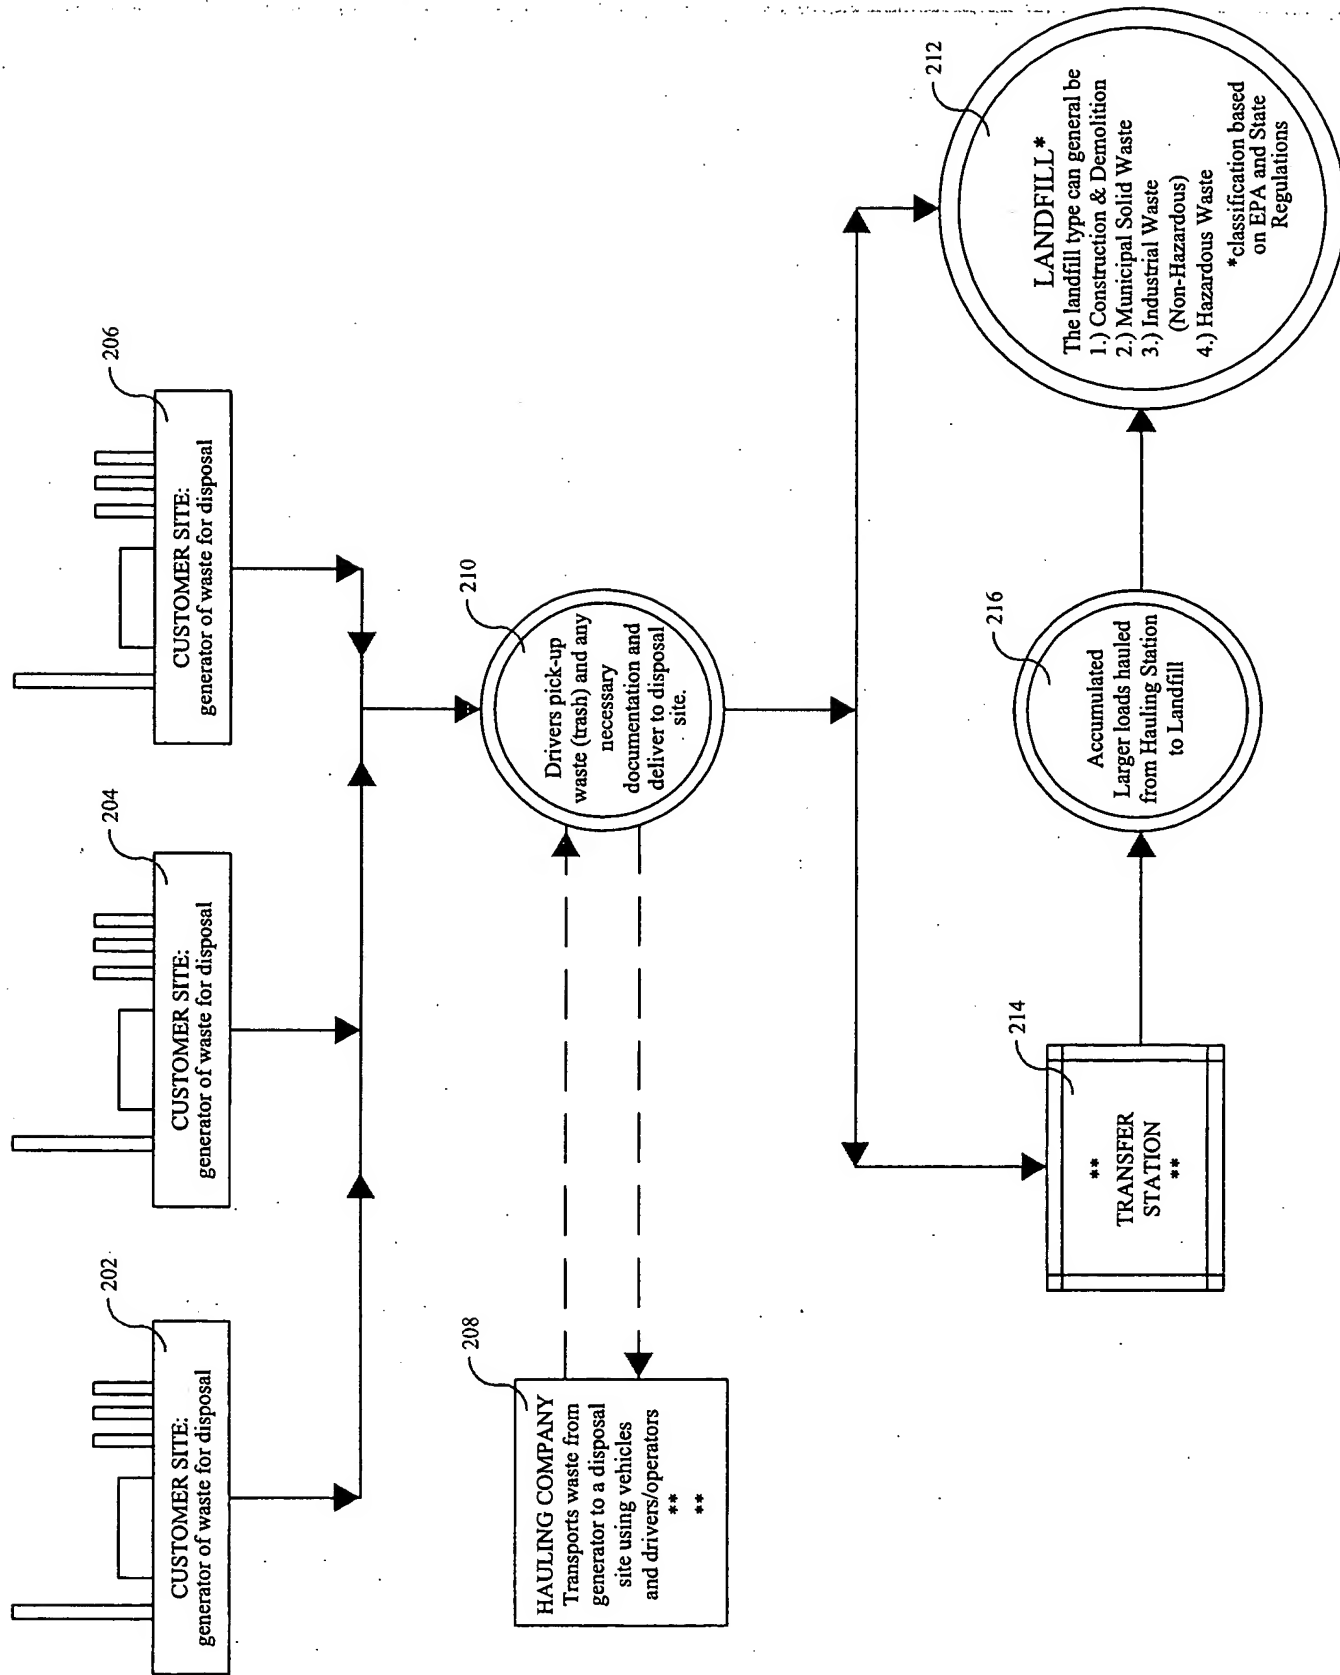 202
CUSTOMER SITE:
generator of waste for disposal
204
CUSTOMER SITE:
generator of waste for disposal
206
CUSTOMER SITE:
generator of waste for disposal
208
HAULING COMPANY
Transports waste from
generator to a disposal
site using vehicles
and drivers/operators
**
**
210
Drivers pick-up
waste (trash) and any
necessary
documentation and
deliver to disposal
site.
214
**
TRANSFER
STATION
**
216
Accumulated
Larger loads hauled
from Hauling Station
to Landfill
212
LANDFILL*
The landfill type can general be
1.) Construction & Demolition
2.) Municipal Solid Waste
3.) Industrial Waste
(Non-Hazardous)
4.) Hazardous Waste
*classification based
on EPA and State
Regulations